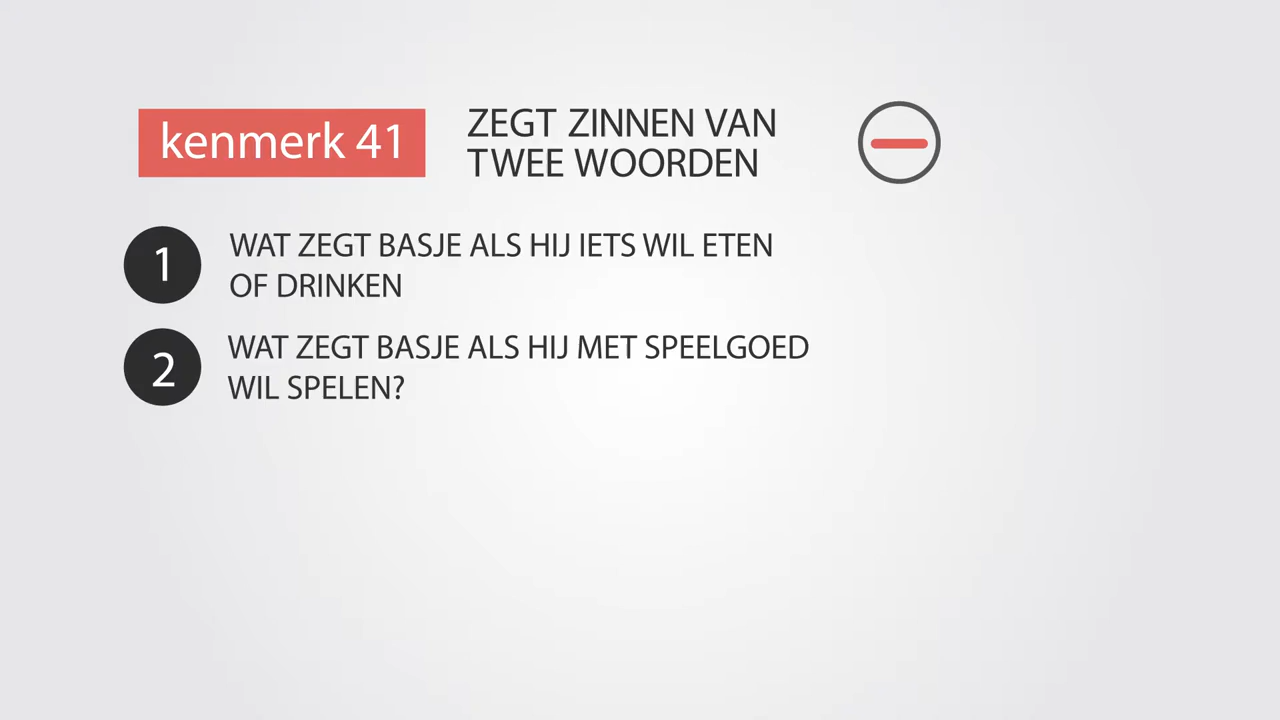 kenmerk 41
ZEGT ZINNEN VAN
TWEE WOORDEN
1
WAT ZEGT BASJE ALS HIJ IETS WIL ETEN
OF DRINKEN
2
WAT ZEGT BASJE ALS HIJ MET SPEELGOED
WIL SPELEN?